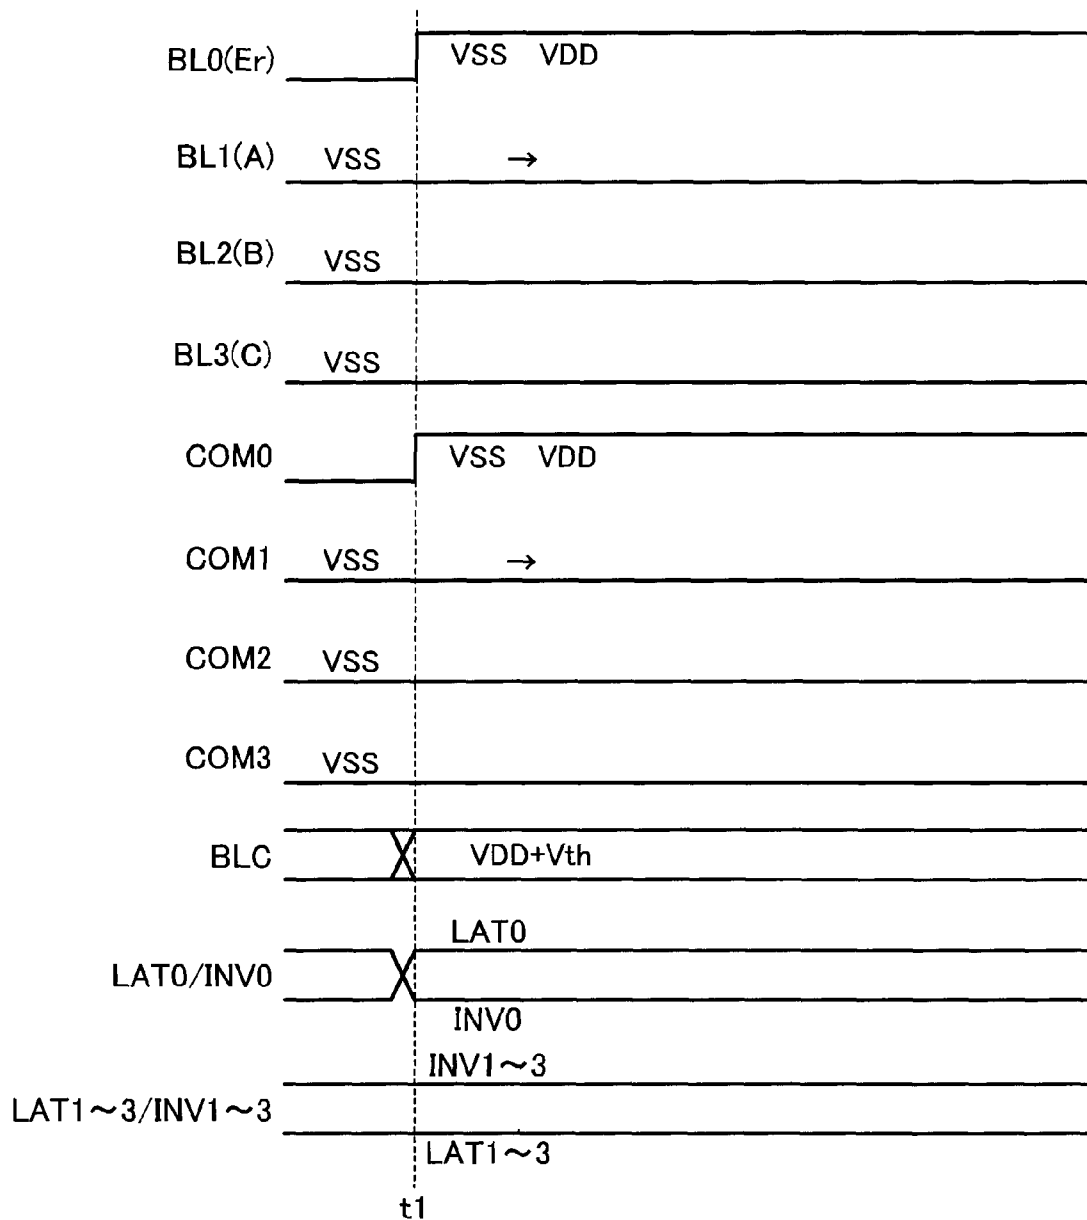 BL0(Er) VSS VDD
BL1(A) VSS →
BL2(B) VSS
BL3(C) VSS
COM0 VSS VDD
COM1 VSS →
COM2 VSS
COM3 VSS
BLC VDD+Vth
LAT0
LAT0/INV0
INV0
INV1～3
LAT1～3/INV1～3
LAT1～3
t1